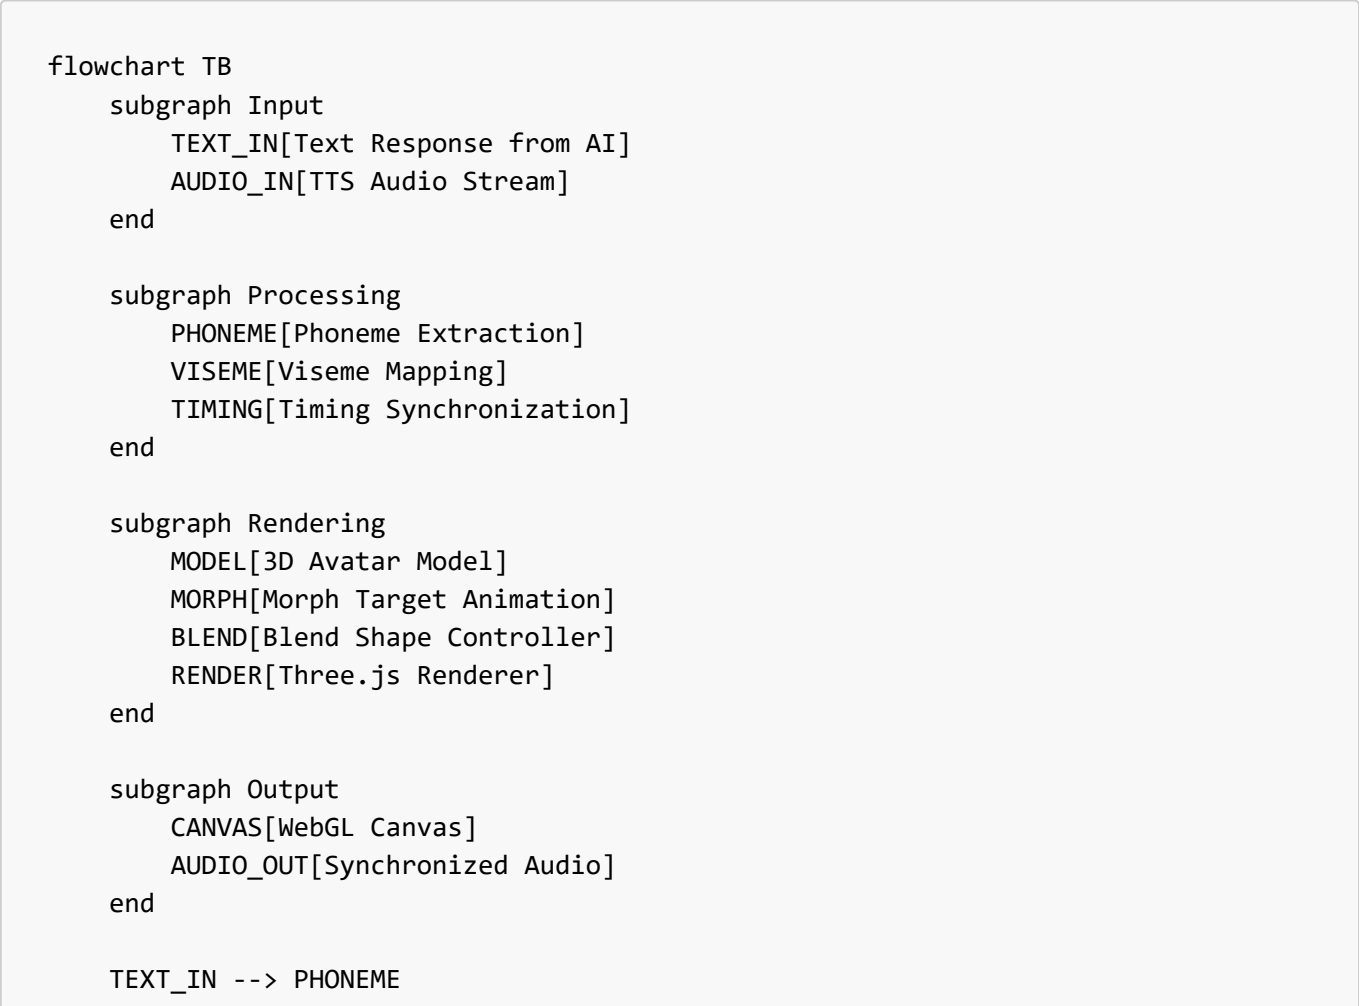 flowchart TB
subgraph Input
TEXT_IN[Text Response from AI]
AUDIO_IN[TTS Audio Stream]
end
subgraph Processing
PHONEME[Phoneme Extraction]
VISEME[Viseme Mapping]
TIMING[Timing Synchronization]
end
subgraph Rendering
MODEL[3D Avatar Model]
MORPH[Morph Target Animation]
BLEND[Blend Shape Controller]
RENDER[Three.js Renderer]
end
subgraph Output
CANVAS[WebGL Canvas]
AUDIO_OUT[Synchronized Audio]
end
TEXT_IN --> PHONEME